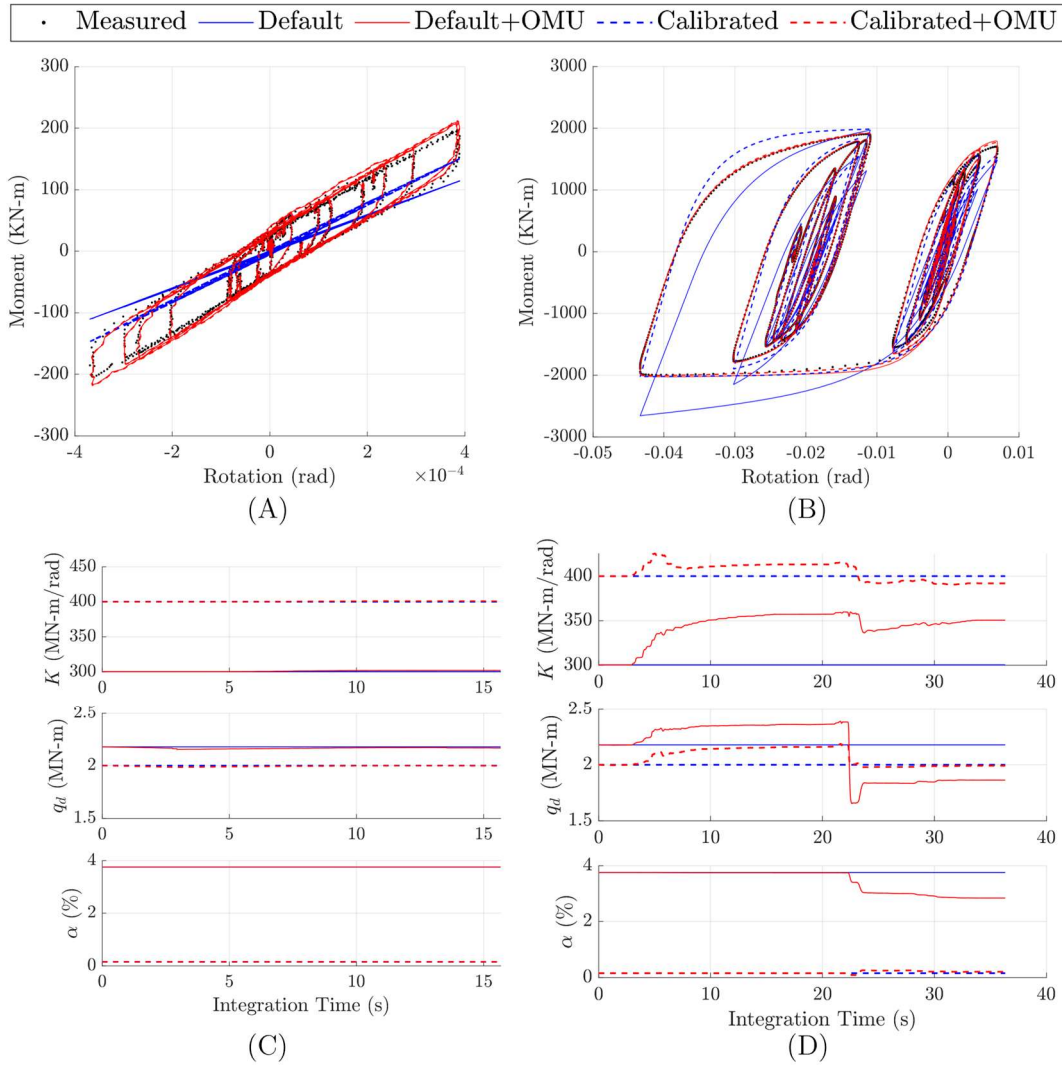 Measured Default Default+OMU Calibrated Calibrated+OMU
300
200
100
0
-100
-200
-300
Moment (KN-m)
-4 -2 0 2 4
Rotation (rad)
×10⁻⁴
(A)
3000
2000
1000
0
-1000
-2000
-3000
Moment (KN-m)
-0.05 -0.04 -0.03 -0.02 -0.01 0 0.01
Rotation (rad)
(B)
450
400
350
300
K (MN-m/rad)
0 5 10 15
2.5
2
1.5
q_d (MN-m)
0 5 10 15
4
2
0
α (%)
0 5 10 15
Integration Time (s)
(C)
400
350
300
K (MN-m/rad)
0 10 20 30 40
2.5
2
1.5
q_d (MN-m)
0 10 20 30 40
4
2
0
α (%)
0 10 20 30 40
Integration Time (s)
(D)